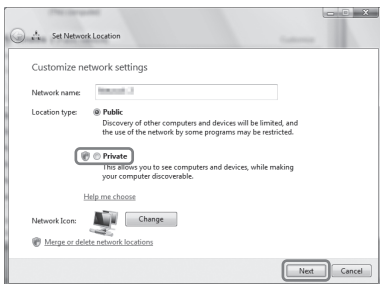 Set Network Location
Customize network settings
Network name:
Location type:
Public
Discovery of other computers and devices will be limited, and
the use of the network by some programs may be restricted.
Private
This allows you to see computers and devices, while making
your computer discoverable.
Help me choose
Network Icon:
Change
Merge or delete network locations
Next
Cancel